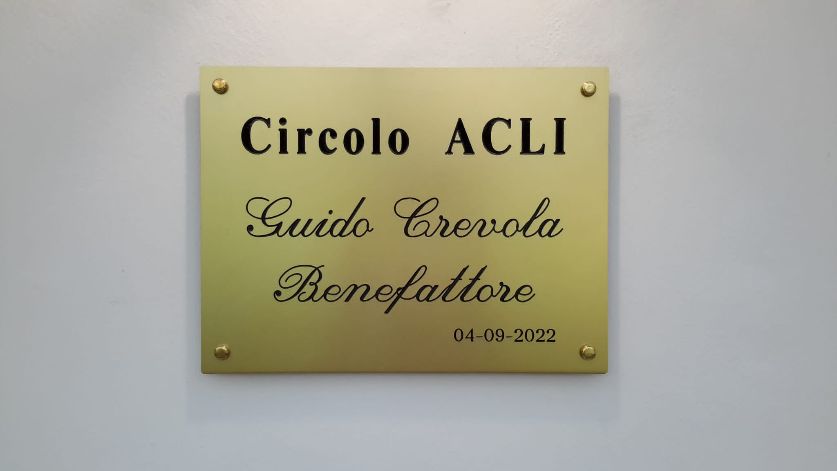 Circolo ACLI
Guido Crevola
Benefattore
04-09-2022